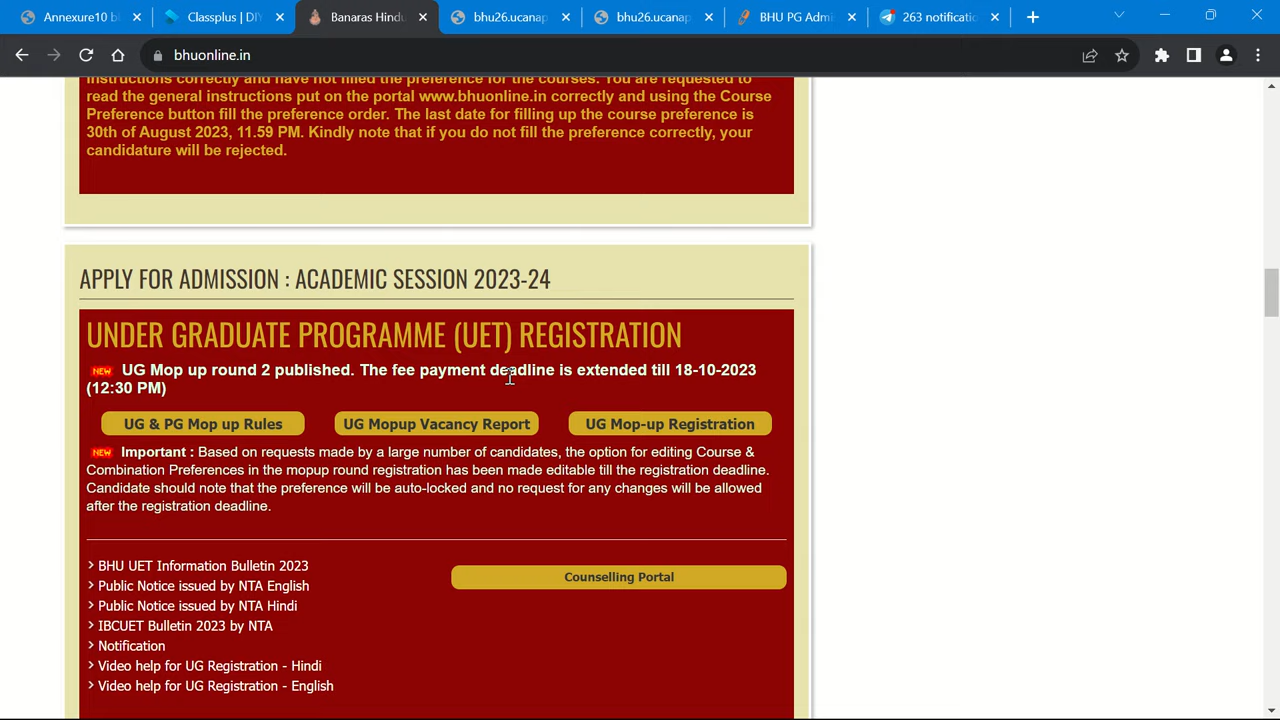 Annexure10 b
Classplus | DIY
Banaras Hindu
bhu26.ucanap
bhu26.ucanap
BHU PG Admi
263 notificatio
bhuonline.in
instructions correctly and have not filled the preference for the courses. You are requested to
read the general instructions put on the portal www.bhuonline.in correctly and using the Course
Preference button fill the preference order. The last date for filling up the course preference is
30th of August 2023, 11.59 PM. Kindly note that if you do not fill the preference correctly, your
candidature will be rejected.
APPLY FOR ADMISSION : ACADEMIC SESSION 2023-24
UNDER GRADUATE PROGRAMME (UET) REGISTRATION
NEW UG Mop up round 2 published. The fee payment deadline is extended till 18-10-2023
(12:30 PM)
UG & PG Mop up Rules
UG Mopup Vacancy Report
UG Mop-up Registration
NEW Important : Based on requests made by a large number of candidates, the option for editing Course &
Combination Preferences in the mopup round registration has been made editable till the registration deadline.
Candidate should note that the preference will be auto-locked and no request for any changes will be allowed
after the registration deadline.
> BHU UET Information Bulletin 2023
> Public Notice issued by NTA English
> Public Notice issued by NTA Hindi
> IBCUET Bulletin 2023 by NTA
> Notification
> Video help for UG Registration - Hindi
> Video help for UG Registration - English
Counselling Portal